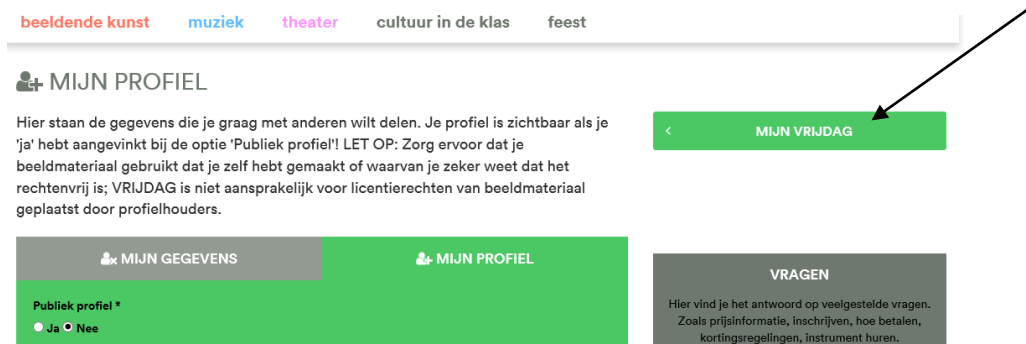 beeldende kunst muziek theater cultuur in de klas feest
MIJN PROFIEL
Hier staan de gegevens die je graag met anderen wilt delen. Je profiel is zichtbaar als je
'ja' hebt aangevinkt bij de optie 'Publiek profiel'! LET OP: Zorg ervoor dat je
beeldmateriaal gebruikt dat je zelf hebt gemaakt of waarvan je zeker weet dat het
rechtenvrij is; VRIJDAG is niet aansprakelijk voor licentierechten van beeldmateriaal
geplaatst door profielhouders.
MIJN GEGEVENS MIJN PROFIEL
Publiek profiel *
Ja Nee
< MIJN VRIJDAG
VRAGEN
Hier vind je het antwoord op veelgestelde vragen.
Zoals prijsinformatie, inschrijven, hoe betalen,
kortingsregelingen, instrument huren.